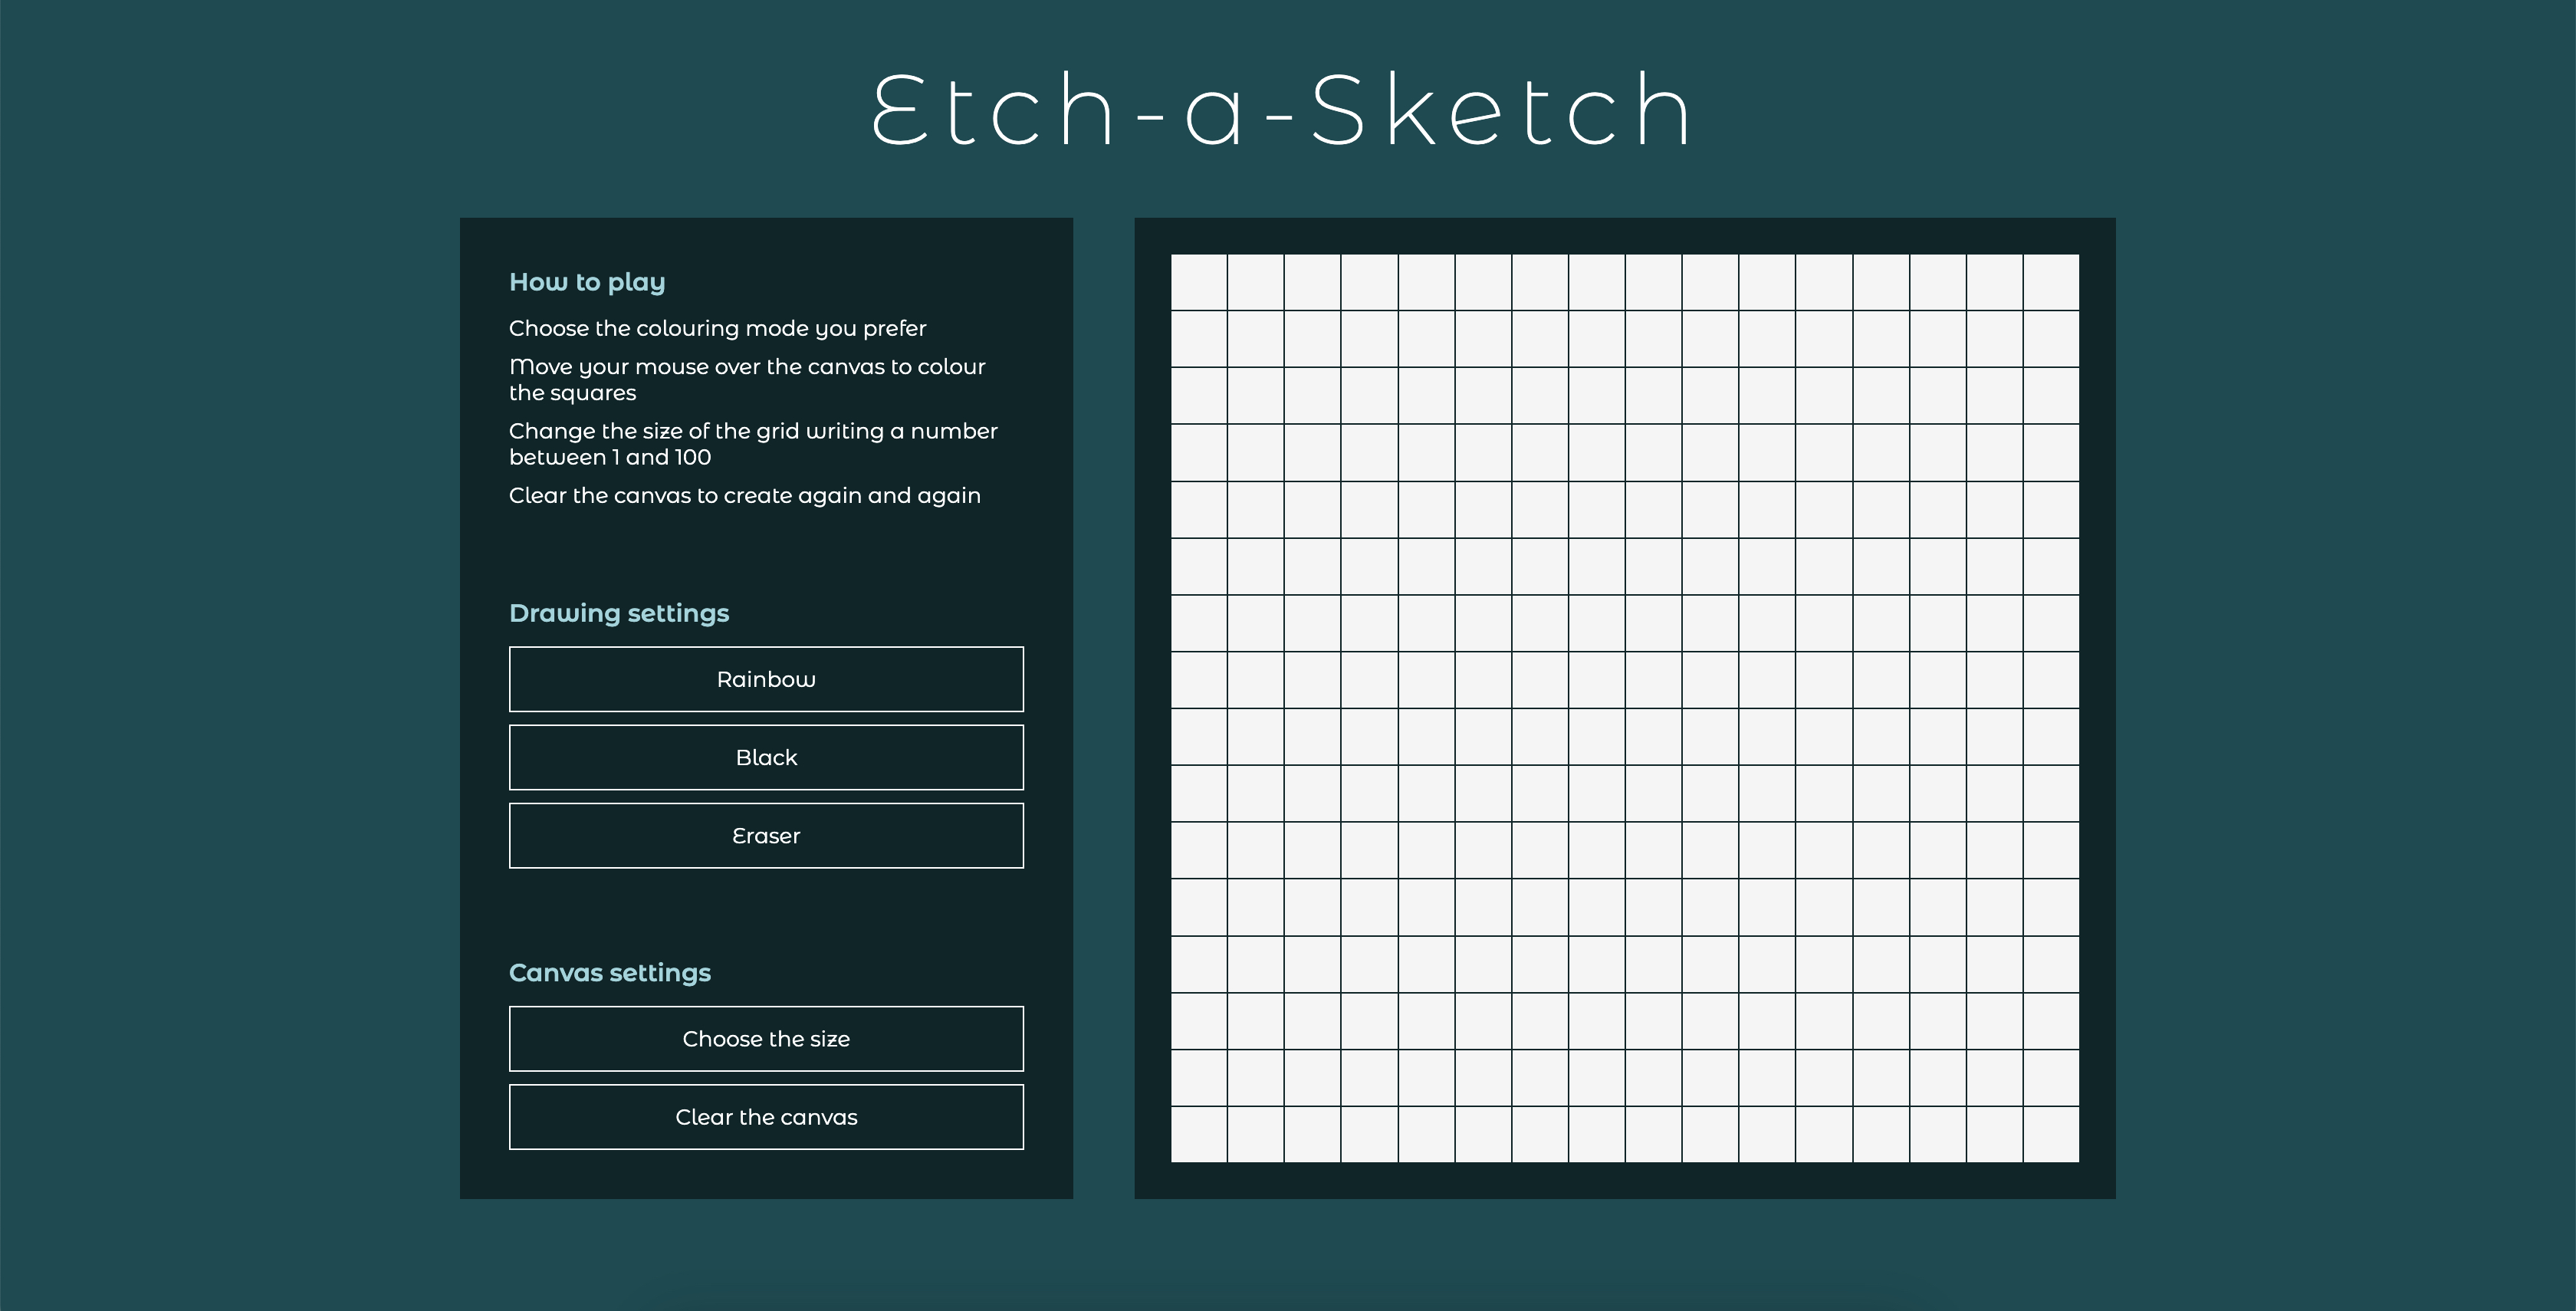 Etch-a-Sketch
How to play
Choose the colouring mode you prefer
Move your mouse over the canvas to colour
the squares
Change the size of the grid writing a number
between 1 and 100
Clear the canvas to create again and again
Drawing settings
Rainbow
Black
Eraser
Canvas settings
Choose the size
Clear the canvas